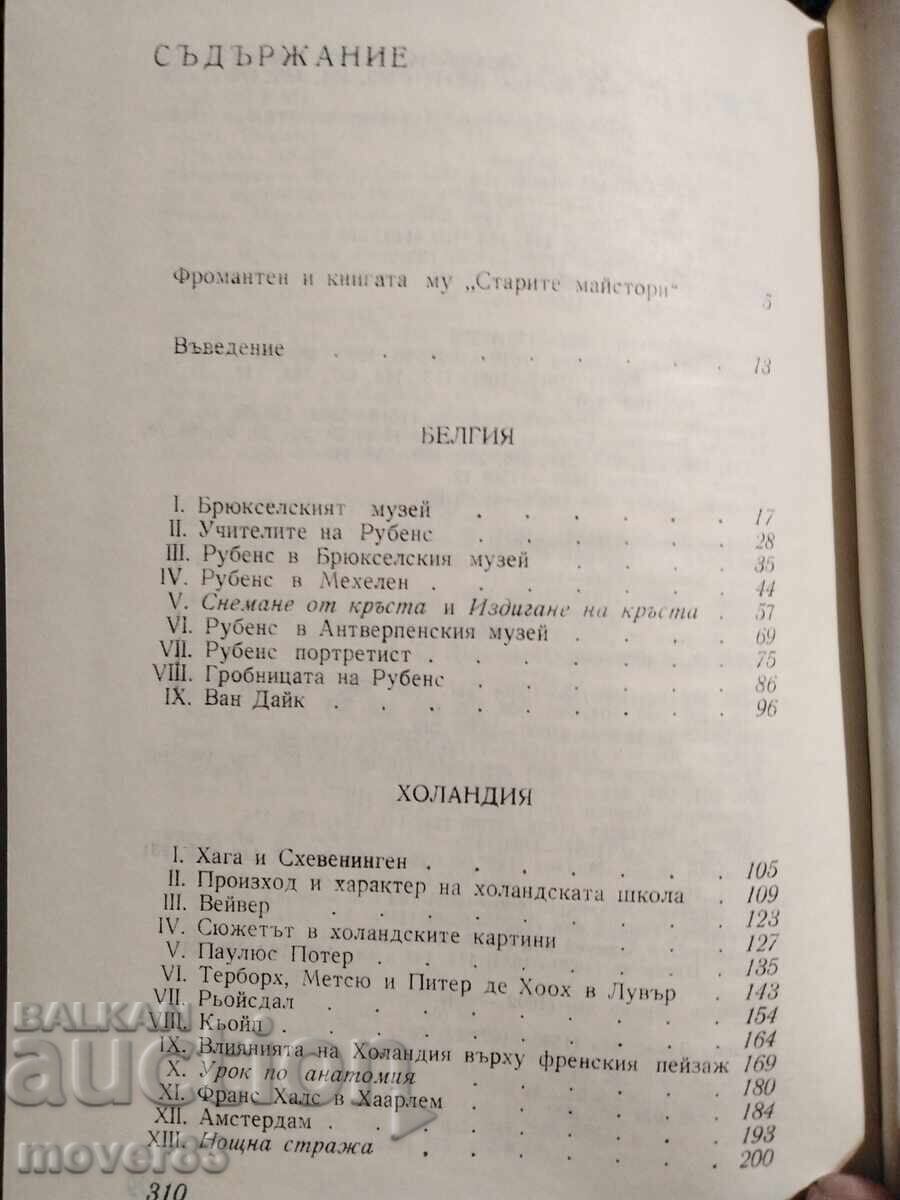 СЪДЪРЖАНИЕ
Фромантен и книгата му „Старите майстори“ 5
Въведение . . . . . . . . . 13
БЕЛГИЯ
I. Брюкселският музей . . . . . . 17
II. Учителите на Рубенс . . . . . . 28
III. Рубенс в Брюкселския музей . . . . 35
IV. Рубенс в Мехелен . . . . . . . 44
V. Снемане от кръста и Издигане на кръста . 57
VI. Рубенс в Антверпенския музей . . . . 69
VII. Рубенс портретист . . . . . . . 75
VIII. Гробницата на Рубенс . . . . . . 86
IX. Ван Дайк . . . . . . . . . 96
ХОЛАНДИЯ
I. Хага и Схевенинген . . . . . . . 105
II. Произход и характер на холандската школа . 109
III. Вейвер . . . . . . . . . 123
IV. Сюжетът в холандските картини . . . 127
V. Паулюс Потер . . . . . . . . 135
VI. Терборх, Метсю и Питер де Хоох в Лувър . 143
VII. Рьойсдал . . . . . . . . . 154
VIII. Кьойп . . . . . . . . . . 164
IX. Влиянията на Холандия върху френския пейзаж 169
X. Урок по анатомия . . . . . . 180
XI. Франс Халс в Хаарлем . . . . . . 184
XII. Амстердам . . . . . . . . . 193
XIII. Нощна стража . . . . . . . 200
310
BALKAN
auction
mover83